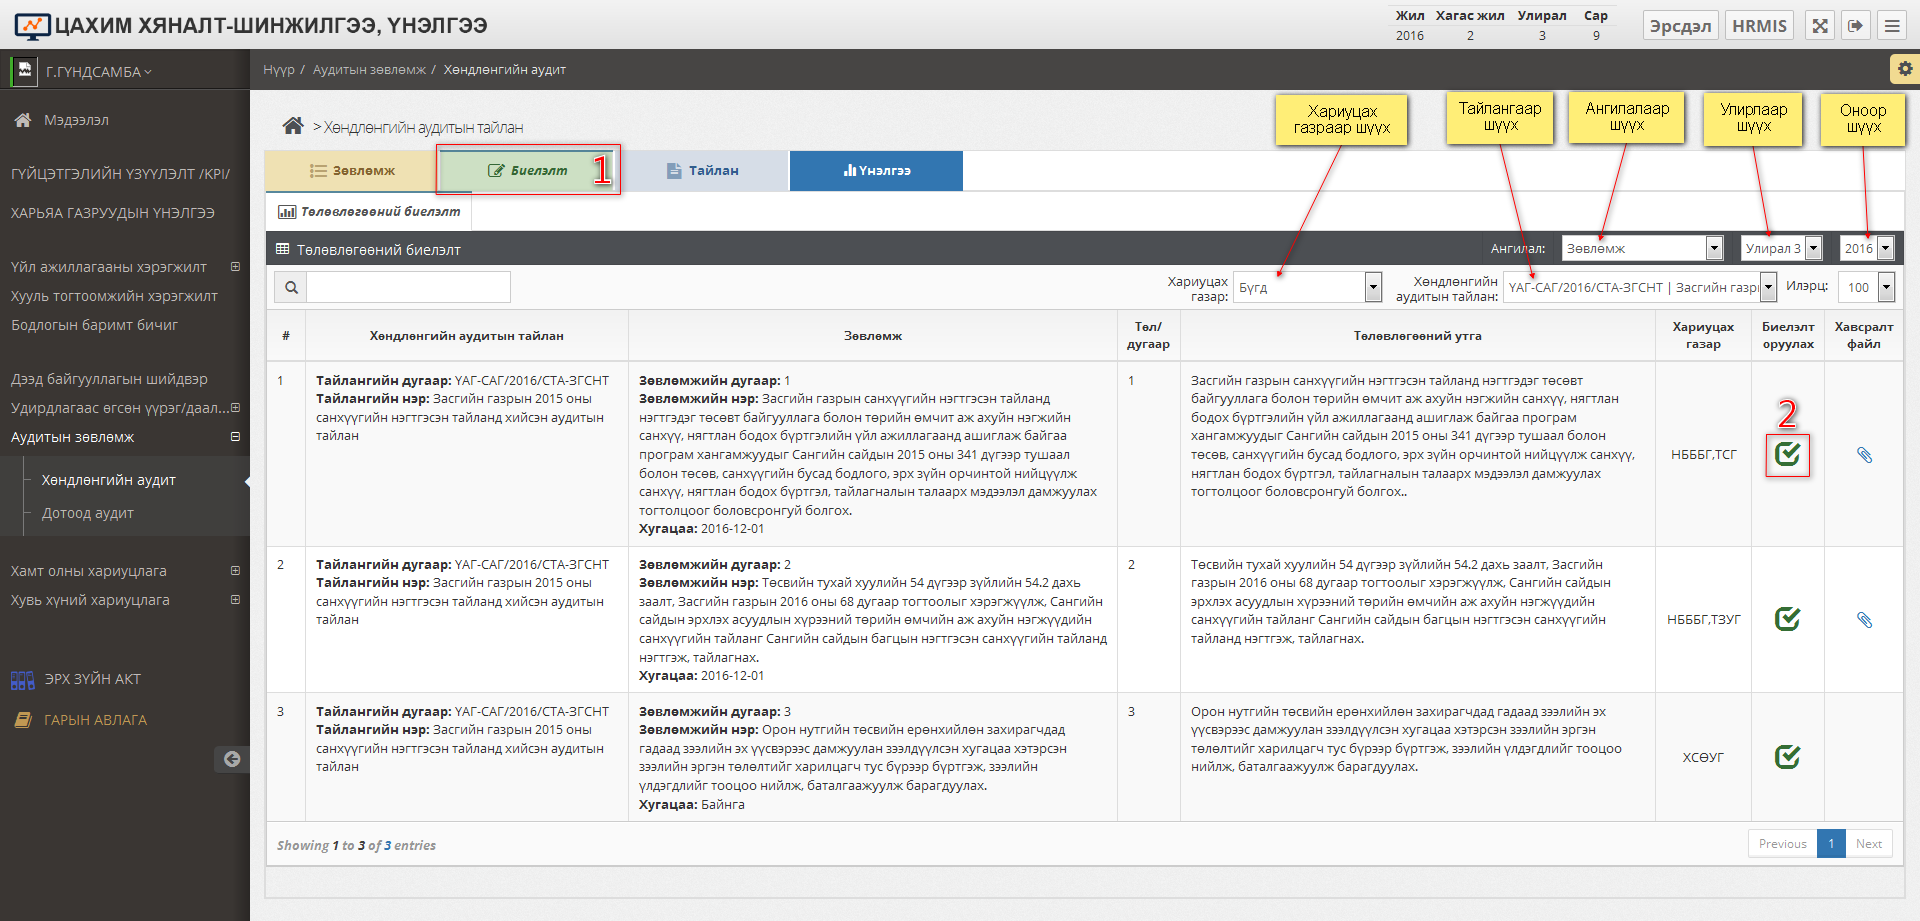 ЦАХИМ ХЯНАЛТ-ШИНЖИЛГЭЭ, ҮНЭЛГЭЭ
Жил Хагас жил Улирал Сар
2016 2 3 9
Эрсдэл HRMIS
Г.ГҮНДСАМБА
Нүүр / Аудитын зөвлөмж / Хөндлөнгийн аудит
Мэдээлэл
ГҮЙЦЭТГЭЛИЙН ҮЗҮҮЛЭЛТ /KPI/
ХАРЬЯА ГАЗРУУДЫН ҮНЭЛГЭЭ
Үйл ажиллагааны хэрэгжилт
Хууль тогтоомжийн хэрэгжилт
Бодлогын баримт бичиг
Дээд байгууллагын шийдвэр
Удирдлагаас өгсөн үүрэг/даал...
Аудитын зөвлөмж
Хөндлөнгийн аудит
Дотоод аудит
Хамт олны хариуцлага
Хувь хүний хариуцлага
ЭРХ ЗҮЙН АКТ
ГАРЫН АВЛАГА
> Хөндлөнгийн аудитын тайлан
Хариуцах
газраар шүүх
Тайлангаар
шүүх
Ангилалаар
шүүх
Улирлаар
шүүх
Оноор
шүүх
Зөвлөмж
Биелэлт
1
Тайлан
Үнэлгээ
Төлөвлөгөөний биелэлт
Төлөвлөгөөний биелэлт
Ангилал: Зөвлөмж Улирал 3 2016
Хариуцах
газар: Бүгд
Хөндлөнгийн
аудитын тайлан: ҮАГ-САГ/2016/СТА-ЗГСНТ | Засгийн газрі
Илэрц: 100
# Хөндлөнгийн аудитын тайлан Зөвлөмж Төл/
дугаар Төлөвлөгөөний утга Хариуцах
газар Биелэлт
оруулах Хавсралт
файл
1
Тайлангийн дугаар: ҮАГ-САГ/2016/СТА-ЗГСНТ
Тайлангийн нэр: Засгийн газрын 2015 оны
санхүүгийн нэгтгэсэн тайланд хийсэн аудитын
тайлан
Зөвлөмжийн дугаар: 1
Зөвлөмжийн нэр: Засгийн газрын санхүүгийн нэгтгэсэн тайланд
нэгтгэдэг төсөвт байгууллага болон төрийн өмчит аж ахуйн нэгжийн
санхүү, нягтлан бодох бүртгэлийн үйл ажиллагаанд ашиглаж байгаа
програм хангамжуудыг Сангийн сайдын 2015 оны 341 дүгээр тушаал
болон төсөв, санхүүгийн бусад бодлого, эрх зүйн орчинтой нийцүүлж
санхүү, нягтлан бодох бүртгэл, тайлагналын талаарх мэдээлэл дамжуулах
тогтолцоог боловсронгуй болгох.
Хугацаа: 2016-12-01
1
Засгийн газрын санхүүгийн нэгтгэсэн тайланд нэгтгэдэг төсөвт
байгууллага болон төрийн өмчит аж ахуйн нэгжийн санхүү, нягтлан
бодох бүртгэлийн үйл ажиллагаанд ашиглаж байгаа програм
хангамжуудыг Сангийн сайдын 2015 оны 341 дүгээр тушаал болон
төсөв, санхүүгийн бусад бодлого, эрх зүйн орчинтой нийцүүлж санхүү,
нягтлан бодох бүртгэл, тайлагналын талаарх мэдээлэл дамжуулах
тогтолцоог боловсронгуй болгох..
НББбГ,ТСГ
2
2
Тайлангийн дугаар: ҮАГ-САГ/2016/СТА-ЗГСНТ
Тайлангийн нэр: Засгийн газрын 2015 оны
санхүүгийн нэгтгэсэн тайланд хийсэн аудитын
тайлан
Зөвлөмжийн дугаар: 2
Зөвлөмжийн нэр: Төсвийн тухай хуулийн 54 дүгээр зүйлийн 54.2 дахь
заалт, Засгийн газрын 2016 оны 68 дугаар тогтоолыг хэрэгжүүлж, Сангийн
сайдын эрхлэх асуудлын хүрээний төрийн өмчийн аж ахуйн нэгжүүдийн
санхүүгийн тайланг Сангийн сайдын багцын нэгтгэсэн санхүүгийн тайланд
нэгтгэж, тайлагнах.
Хугацаа: 2016-12-01
2
Төсвийн тухай хуулийн 54 дүгээр зүйлийн 54.2 дахь заалт, Засгийн
газрын 2016 оны 68 дугаар тогтоолыг хэрэгжүүлж, Сангийн сайдын
эрхлэх асуудлын хүрээний төрийн өмчийн аж ахуйн нэгжүүдийн
санхүүгийн тайланг Сангийн сайдын багцын нэгтгэсэн санхүүгийн
тайланд нэгтгэж, тайлагнах.
НББбГ,ТЗУГ
3
Тайлангийн дугаар: ҮАГ-САГ/2016/СТА-ЗГСНТ
Тайлангийн нэр: Засгийн газрын 2015 оны
санхүүгийн нэгтгэсэн тайланд хийсэн аудитын
тайлан
Зөвлөмжийн дугаар: 3
Зөвлөмжийн нэр: Орон нутгийн төсвийн ерөнхийлөн захирагчдад
гадаад зээлийн эх үүсвэрээс дамжуулан зээлдүүлсэн хугацаа хэтэрсэн
зээлийн эргэн төлөлтийг харилцагч тус бүрээр бүртгэж, зээлийн
үлдэгдлийг тооцоо нийлж, баталгаажуулж барагдуулах.
Хугацаа: Байнга
3
Орон нутгийн төсвийн ерөнхийлөн захирагчдад гадаад зээлийн эх
үүсвэрээс дамжуулан зээлдүүлсэн хугацаа хэтэрсэн зээлийн эргэн
төлөлтийг харилцагч тус бүрээр бүртгэж, зээлийн үлдэгдлийг тооцоо
нийлж, баталгаажуулж барагдуулах.
ХСӨУГ
Showing 1 to 3 of 3 entries
Previous 1 Next